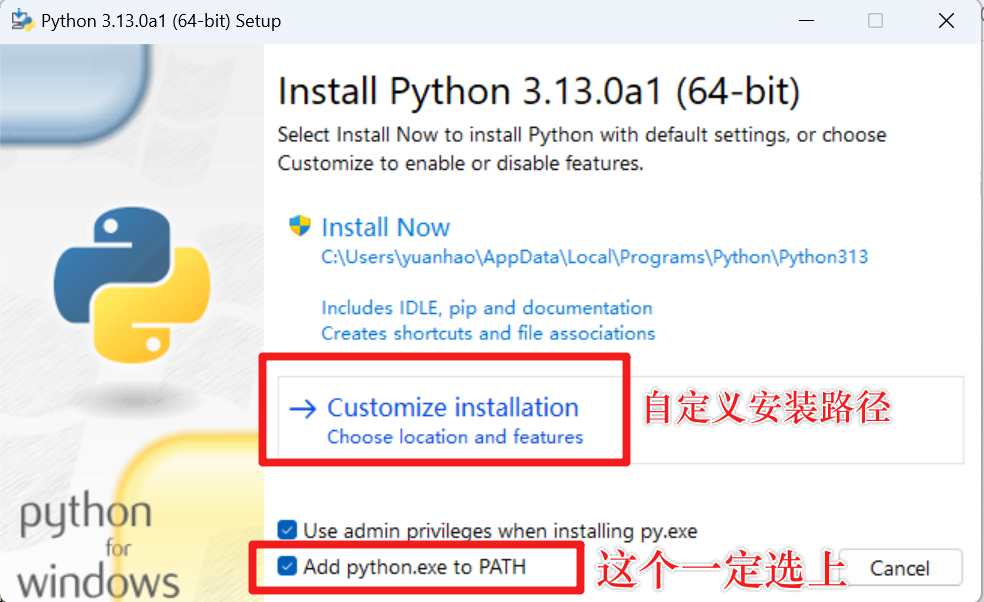 Python 3.13.0a1 (64-bit) Setup
Install Python 3.13.0a1 (64-bit)
Select Install Now to install Python with default settings, or choose
Customize to enable or disable features.
Install Now
C:\Users\yuanhao\AppData\Local\Programs\Python\Python313
Includes IDLE, pip and documentation
Creates shortcuts and file associations
Customize installation
Choose location and features
自定义安装路径
Use admin privileges when installing py.exe
Add python.exe to PATH
这个一定选上
Cancel
python
for
windows